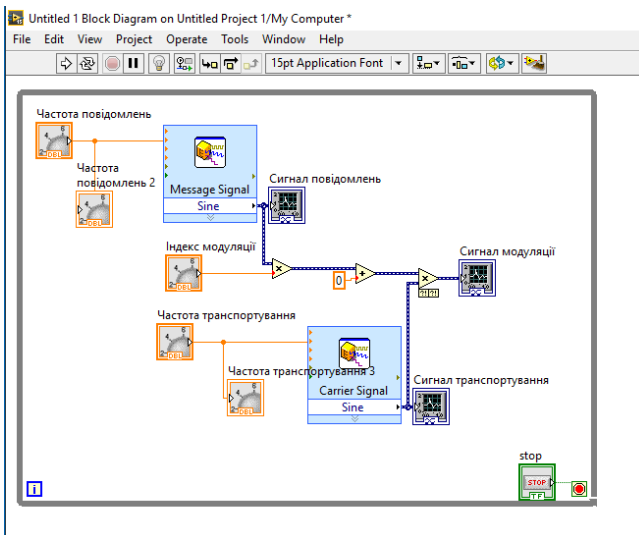 Untitled 1 Block Diagram on Untitled Project 1/My Computer *
File Edit View Project Operate Tools Window Help
15pt Application Font
Частота повідомлень
DBL
Частота
повідомлень 2
DBL
Message Signal
Sine
Сигнал повідомлень
Індекс модуляції
DBL
0
Сигнал модуляції
?!?!
Частота транспортування
DBL
Частота транспортування 3
DBL
Carrier Signal
Sine
Сигнал транспортування
stop
STOP
TF
i